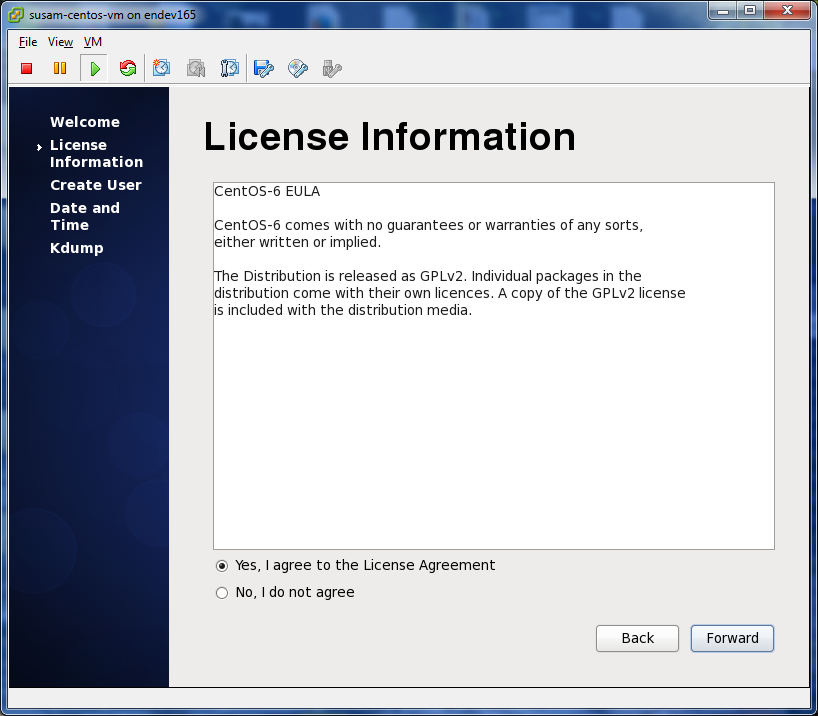 susam-centos-vm on endev165
File View VM
Welcome
License
Information
Create User
Date and
Time
Kdump
License Information
CentOS-6 EULA
CentOS-6 comes with no guarantees or warranties of any sorts,
either written or implied.
The Distribution is released as GPLv2. Individual packages in the
distribution come with their own licences. A copy of the GPLv2 license
is included with the distribution media.
Yes, I agree to the License Agreement
No, I do not agree
Back Forward